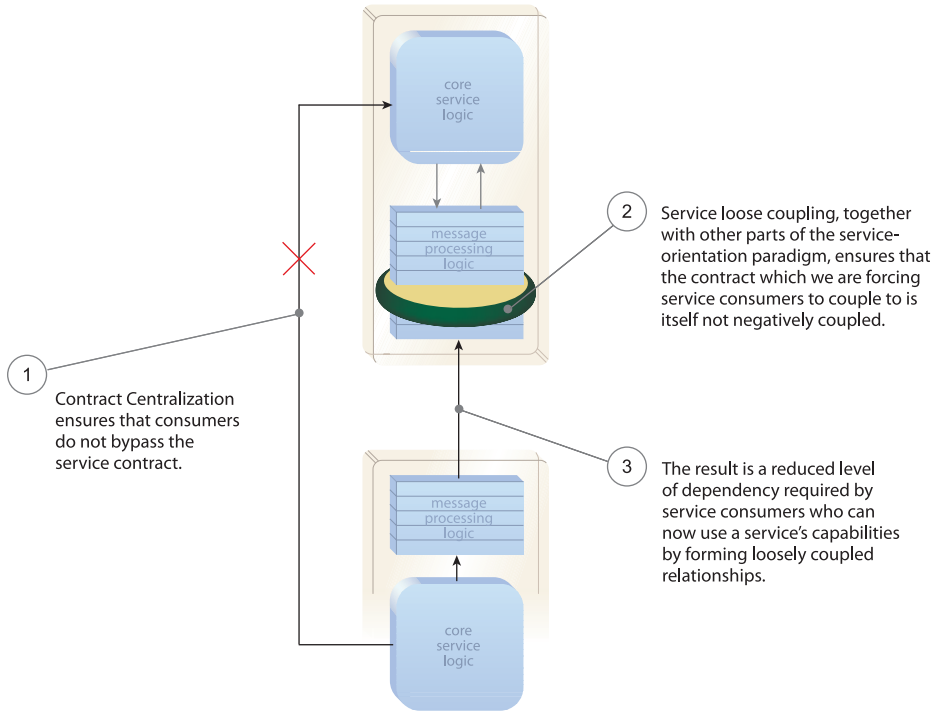 core
service
logic
message
processing
logic
2
Service loose coupling, together
with other parts of the service-
orientation paradigm, ensures that
the contract which we are forcing
service consumers to couple to is
itself not negatively coupled.
1
Contract Centralization
ensures that consumers
do not bypass the
service contract.
3
The result is a reduced level
of dependency required by
service consumers who can
now use a service’s capabilities
by forming loosely coupled
relationships.
message
processing
logic
core
service
logic